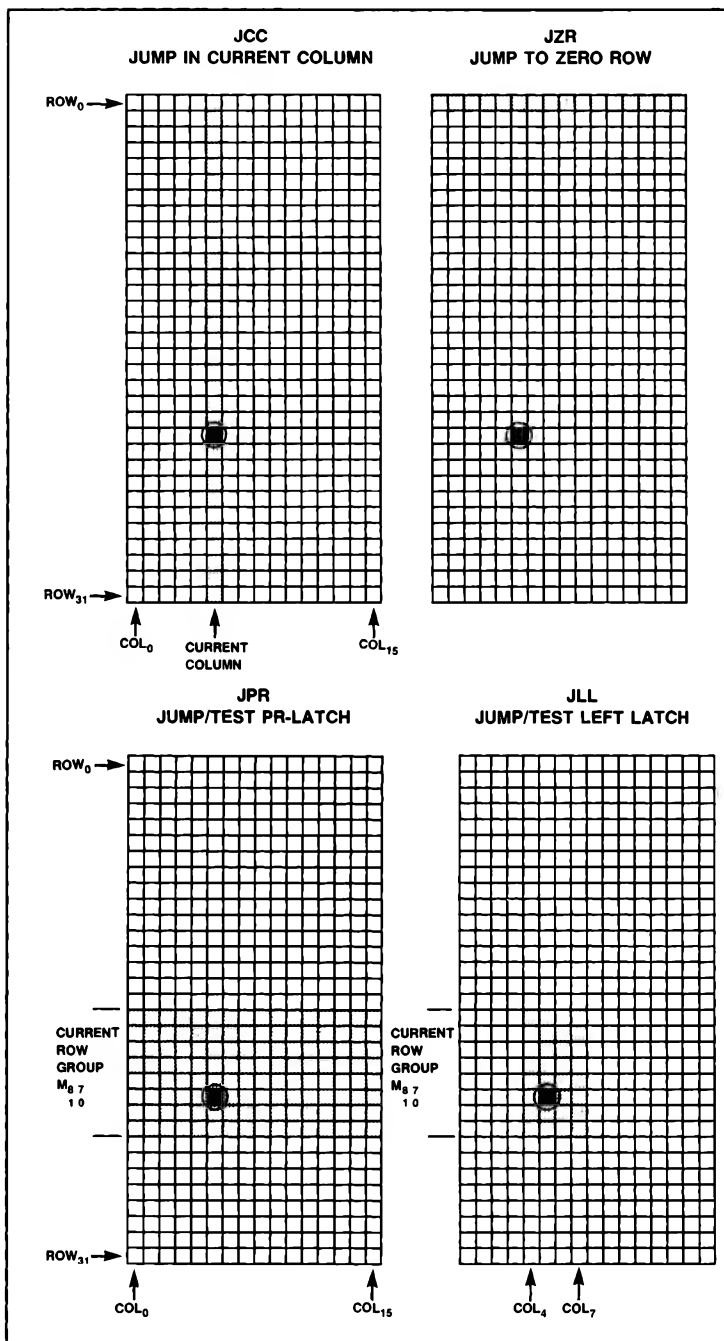 JCC
JUMP IN CURRENT COLUMN
JZR
JUMP TO ZERO ROW
ROW₀
ROW₃₁
COL₀
CURRENT
COLUMN
COL₁₅
JPR
JUMP/TEST PR-LATCH
JLL
JUMP/TEST LEFT LATCH
ROW₀
CURRENT
ROW
GROUP
M₈ ₇
1 0
CURRENT
ROW
GROUP
M₈ ₇
1 0
ROW₃₁
COL₀
COL₁₅
COL₄
COL₇